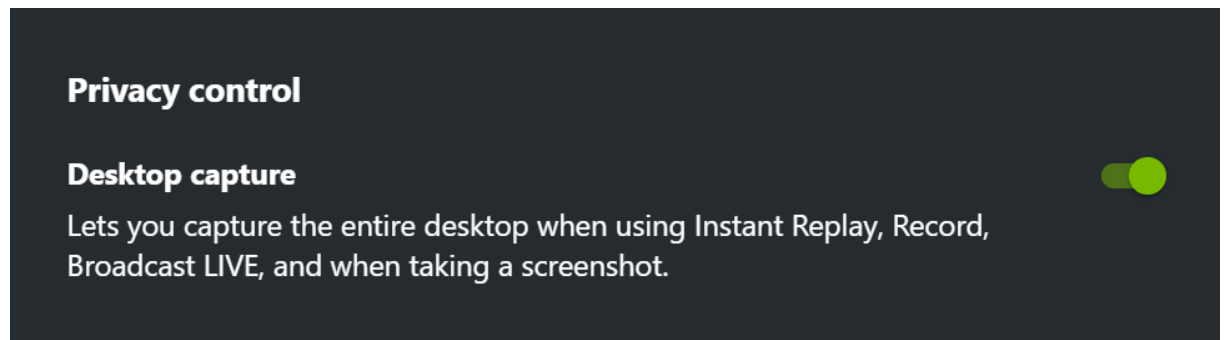 Privacy control
Desktop capture
Lets you capture the entire desktop when using Instant Replay, Record,
Broadcast LIVE, and when taking a screenshot.